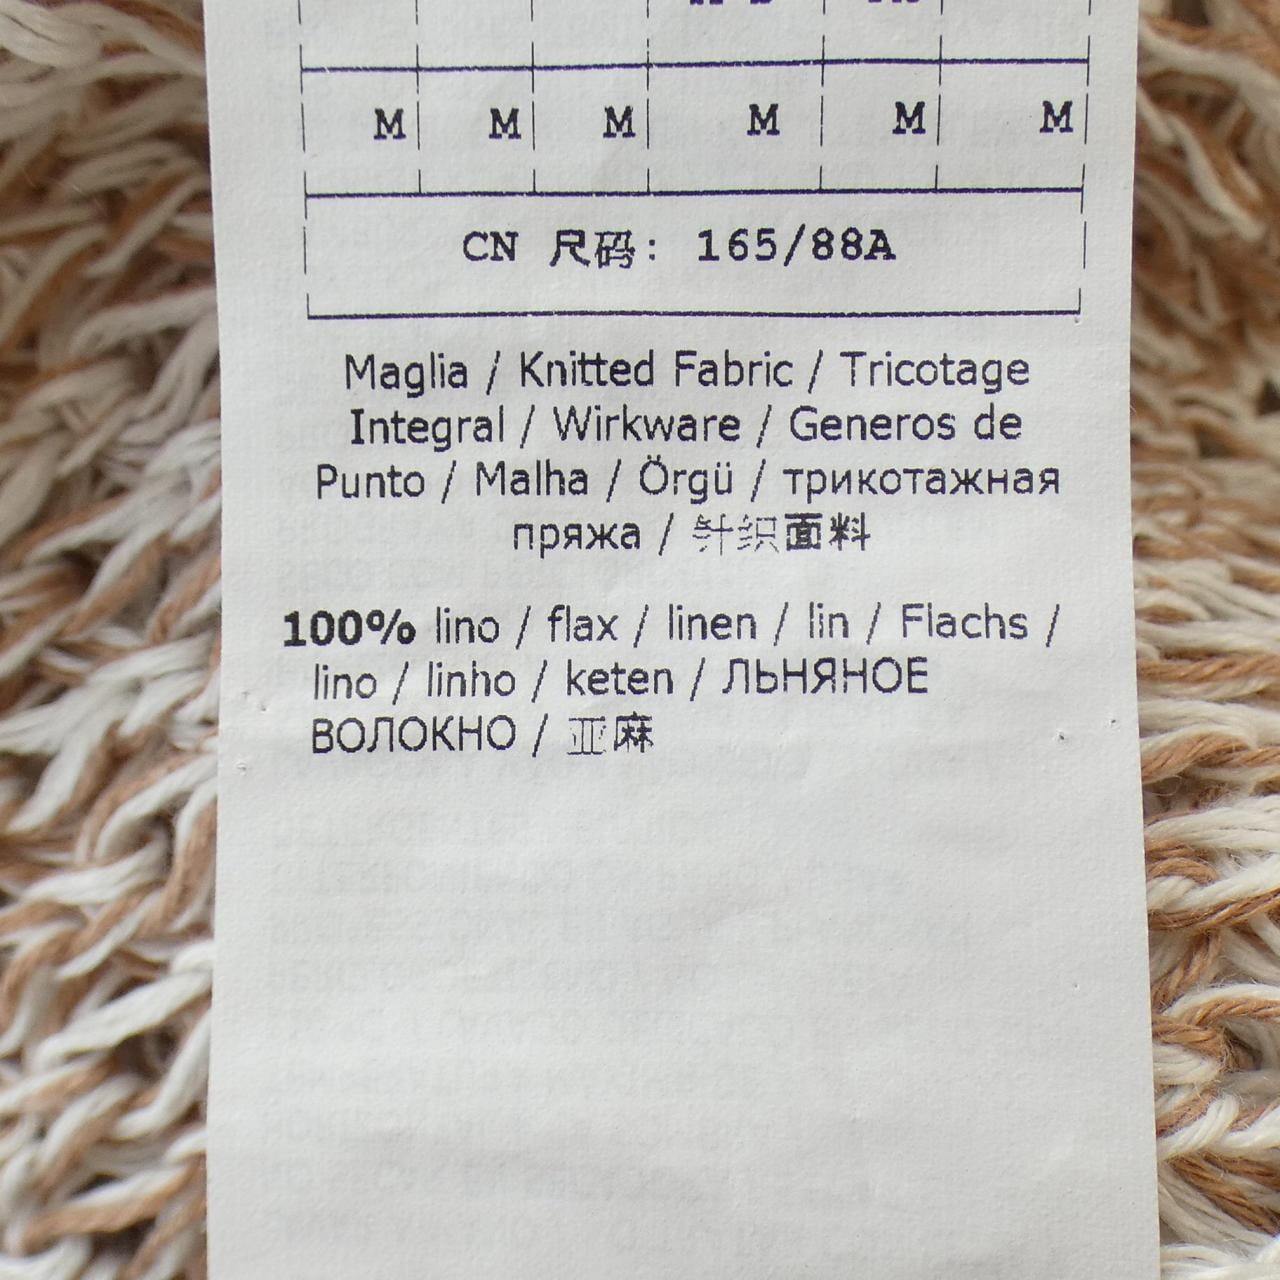 M M M M M M
CN 尺码: 165/88A
Maglia / Knitted Fabric / Tricotage
Integral / Wirkware / Generos de
Punto / Malha / Örgü / трикотажная
пряжа / 针织面料
100% lino / flax / linen / lin / Flachs /
lino / linho / keten / ЛЬНЯНОЕ
ВОЛОКНО / 亚麻